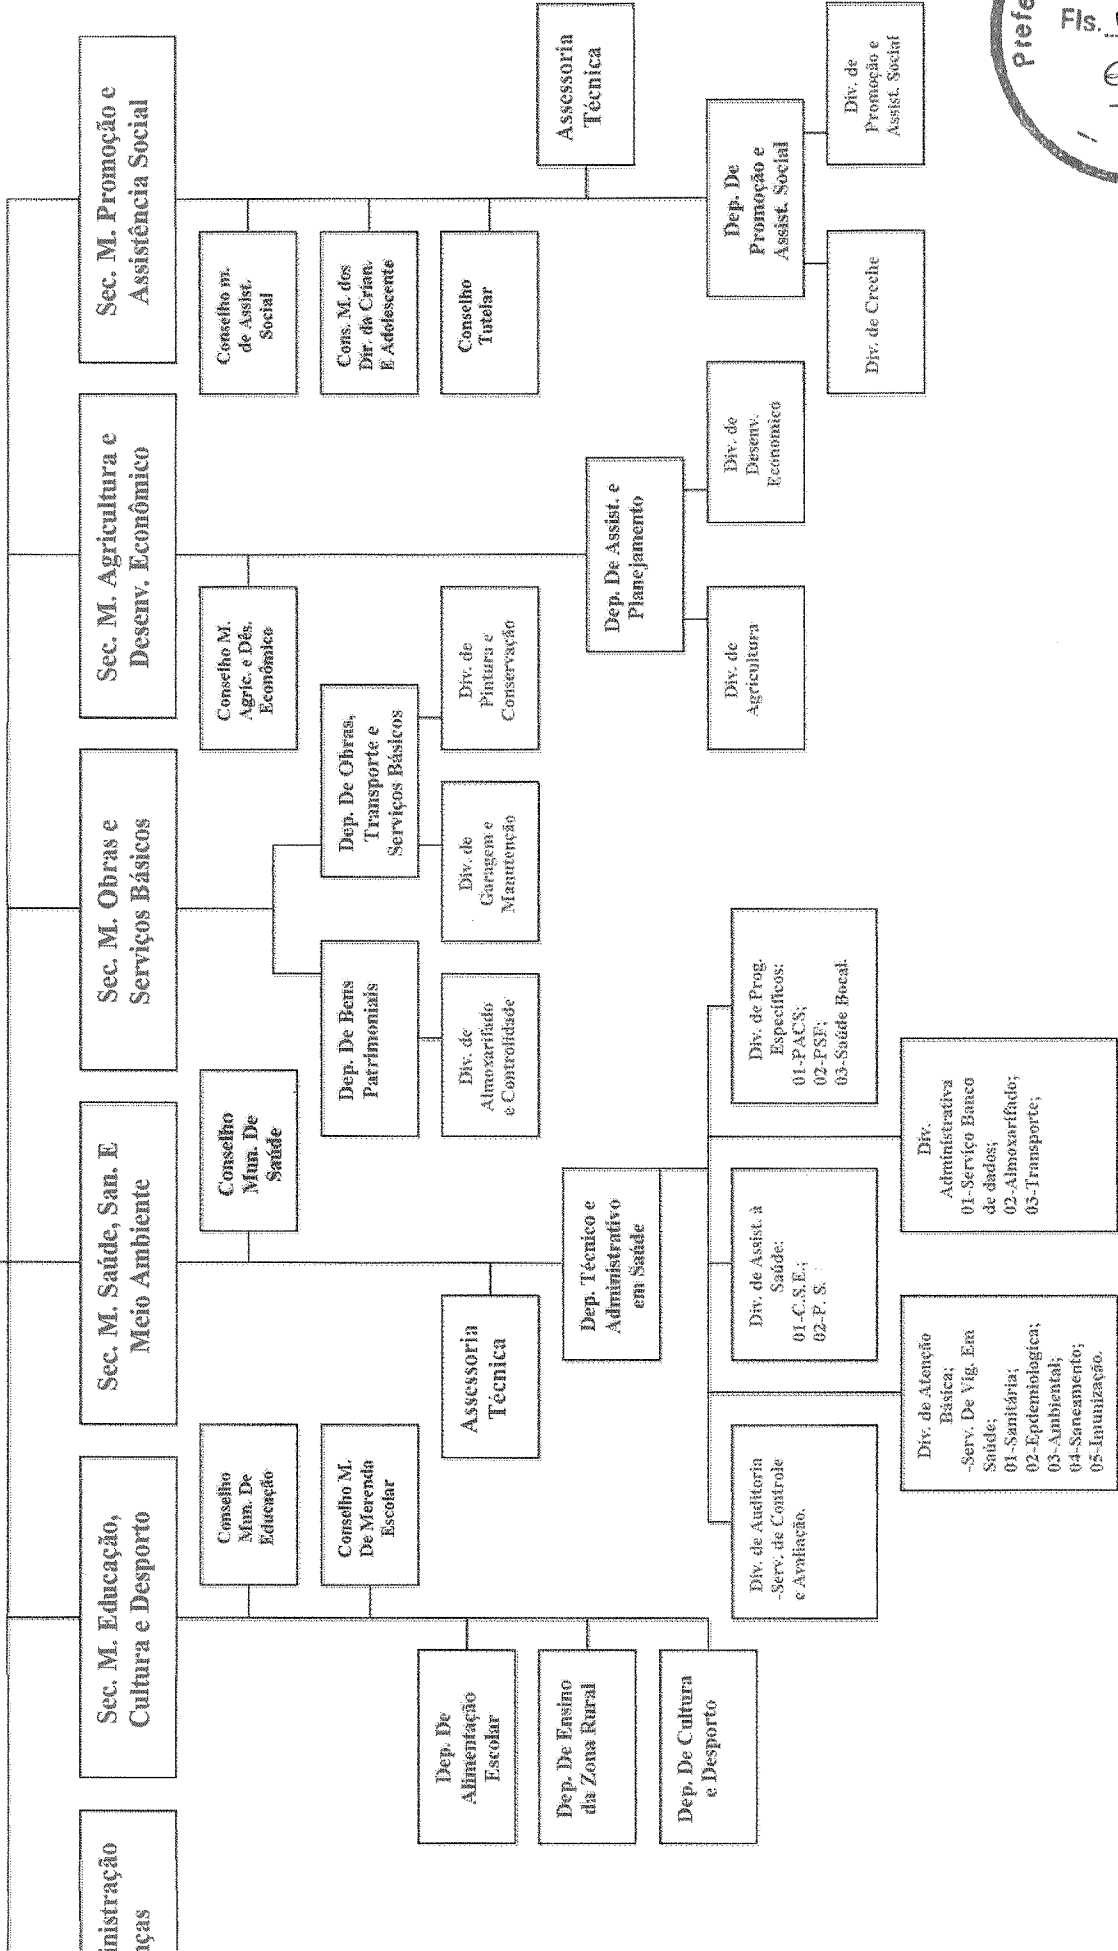 inistração
nças
Sec. M. Educação,
Cultura e Desporto
Sec. M. Saúde, San. E
Meio Ambiente
Sec. M. Obras e
Serviços Básicos
Sec. M. Agricultura e
Desenv. Econômico
Sec. M. Promoção e
Assistência Social
Conselho
Mun. De
Educação
Conselho M.
De Merenda
Escolar
Dep. De
Alimentação
Escolar
Dep. De Ensino
da Zona Rural
Dep. De Cultura
e Desporto
Conselho
Mun. De
Saúde
Assessoria
Técnica
Dep. Técnico e
Administrativo
em Saúde
Div. de Auditoria
-Serv. de Controle
e Avaliação.
Div. de Assist. à
Saúde:
01-C.S.E.;
02-P. S.
Div. de Prog.
Específicos:
01-PACS;
02-PSF;
03-Saúde Bocal.
Div. de Atenção
Básica;
-Serv. De Vig. Em
Saúde;
01-Sanitária;
02-Epdemiologica;
03-Ambiental;
04-Saneamento;
05-Imunização.
Div.
Administrativa
01-Serviço Banco
de dados;
02-Almoxarifado;
03-Transporte;
Dep. De Bens
Patrimoniais
Dep. De Obras,
Transporte e
Serviços Básicos
Div. de
Almoxarifado
e Controlidade
Div. de
Garagem e
Manutenção
Div. de
Pintura e
Conservação
Conselho M.
Agric. e Dês.
Econômico
Dep. De Assist. e
Planejamento
Div. de
Agricultura
Div. de
Desenv.
Economico
Conselho m.
de Assist.
Social
Cons. M. dos
Dir. da Crian.
E Adolescente
Conselho
Tutelar
Assessoria
Técnica
Dep. De
Promoção e
Assist. Social
Div. de Creche
Div. de
Promoção e
Assist. Social
Prefe
Fls.